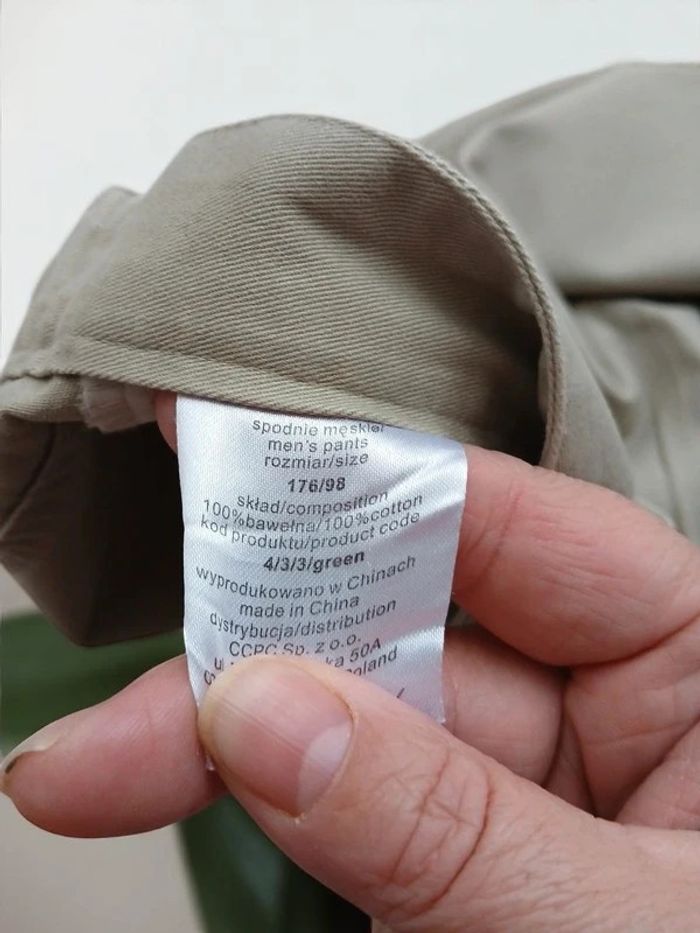 spodnie męskie/
men's pants
rozmiar/size
176/98
skład/composition
100%bawełna/100%cotton
kod produktu/product code
4/3/3/green
wyprodukowano w Chinach
made in China
dystrybucja/distribution
CCPC Sp. z o.o.
50A